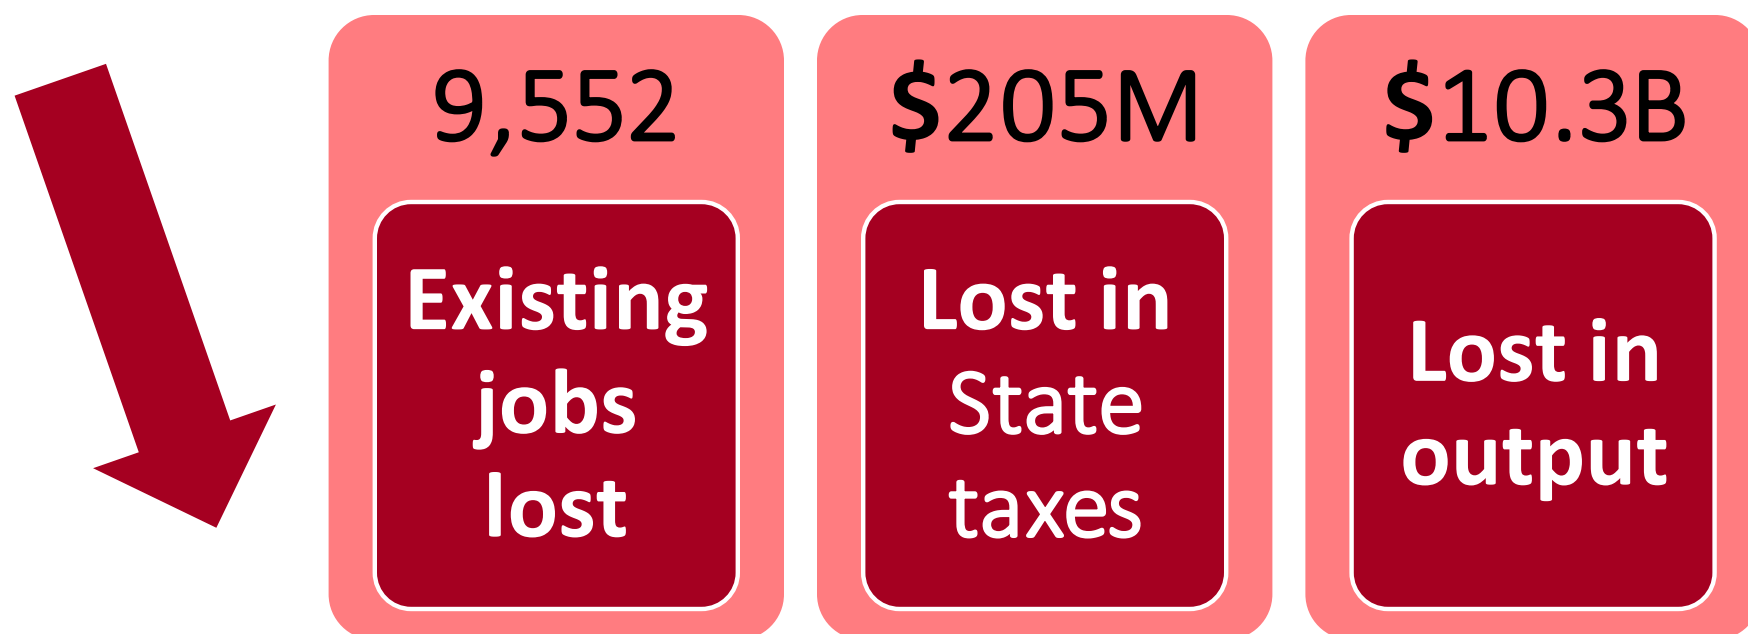 9,552
Existing
jobs
lost
$205M
Lost in
State
taxes
$10.3B
Lost in
output